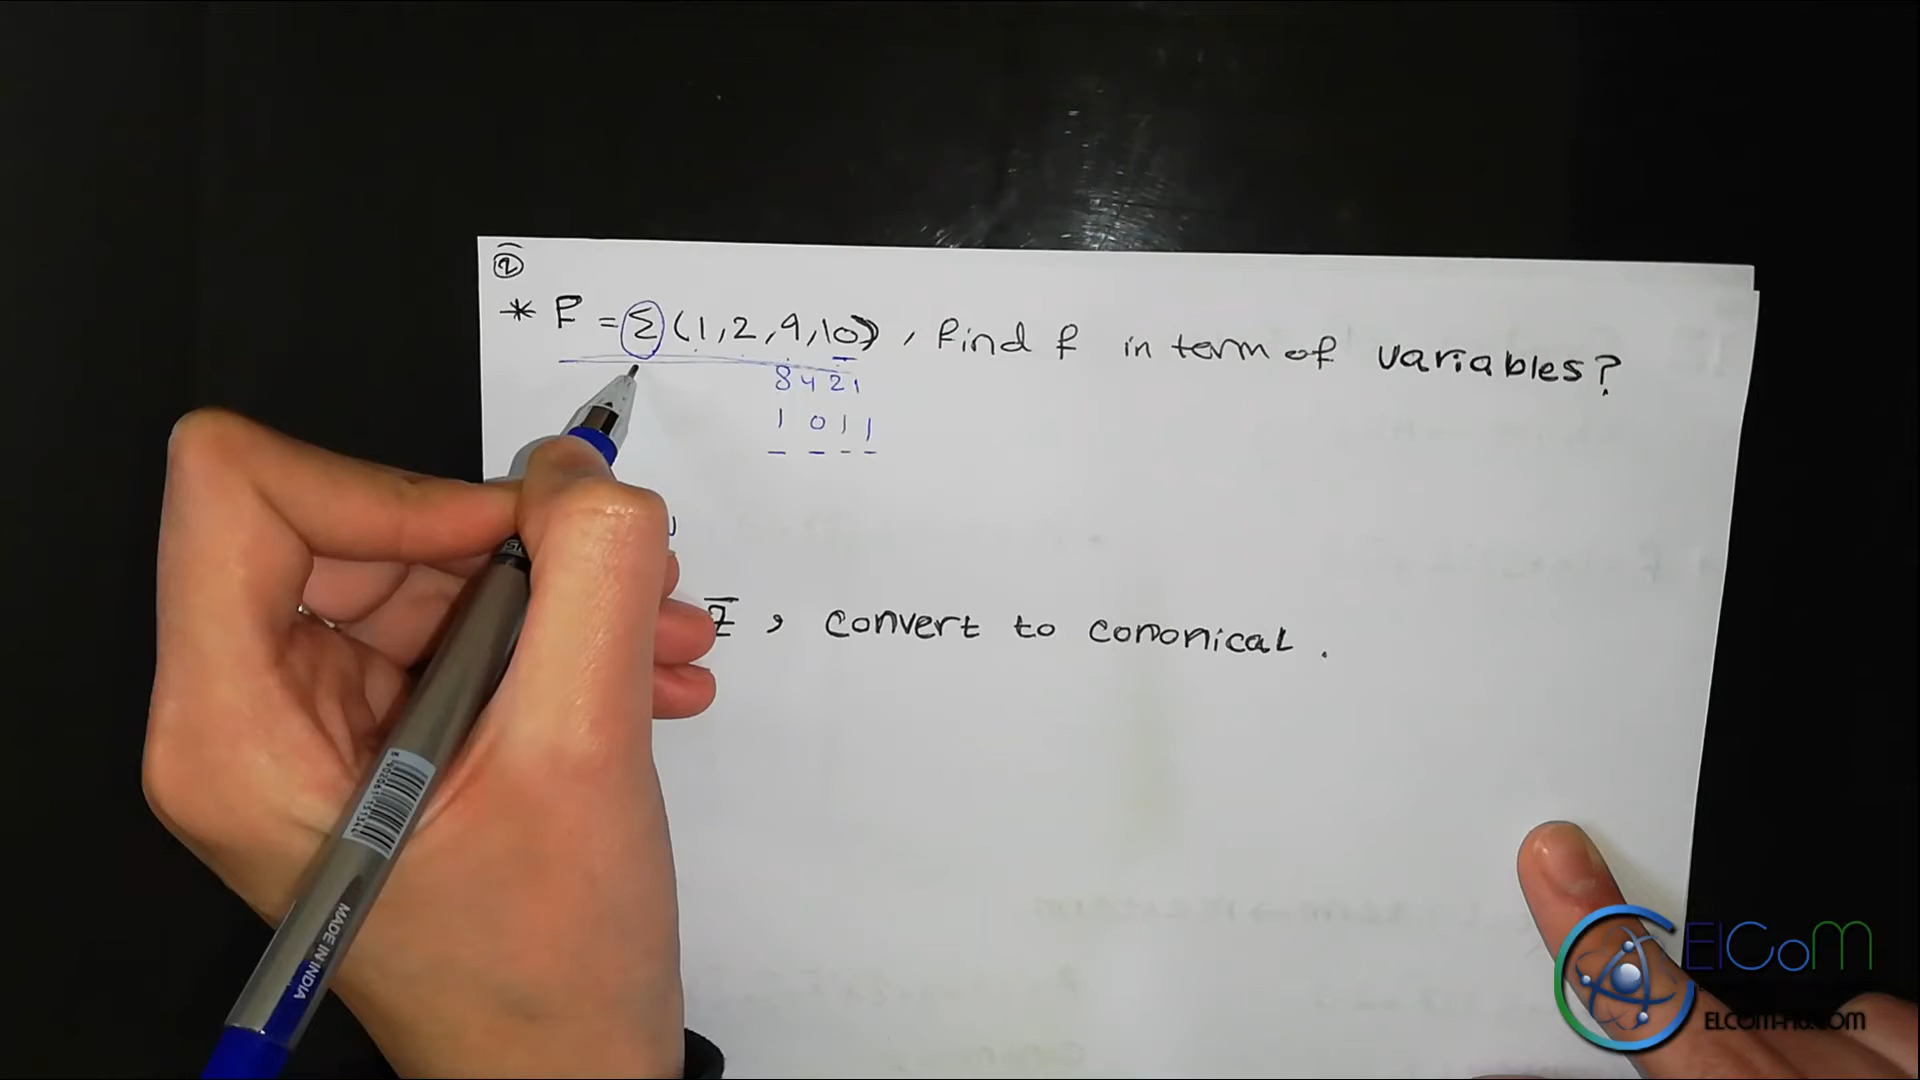 2
* F = Σ (1,2,9,10), find f in term of variables?
8 4 2 1
1 0 1 1
_ _ _ _
z̅ , convert to cononical .
MADE IN INDIA
ElCoM
ELCOM-HU.COM